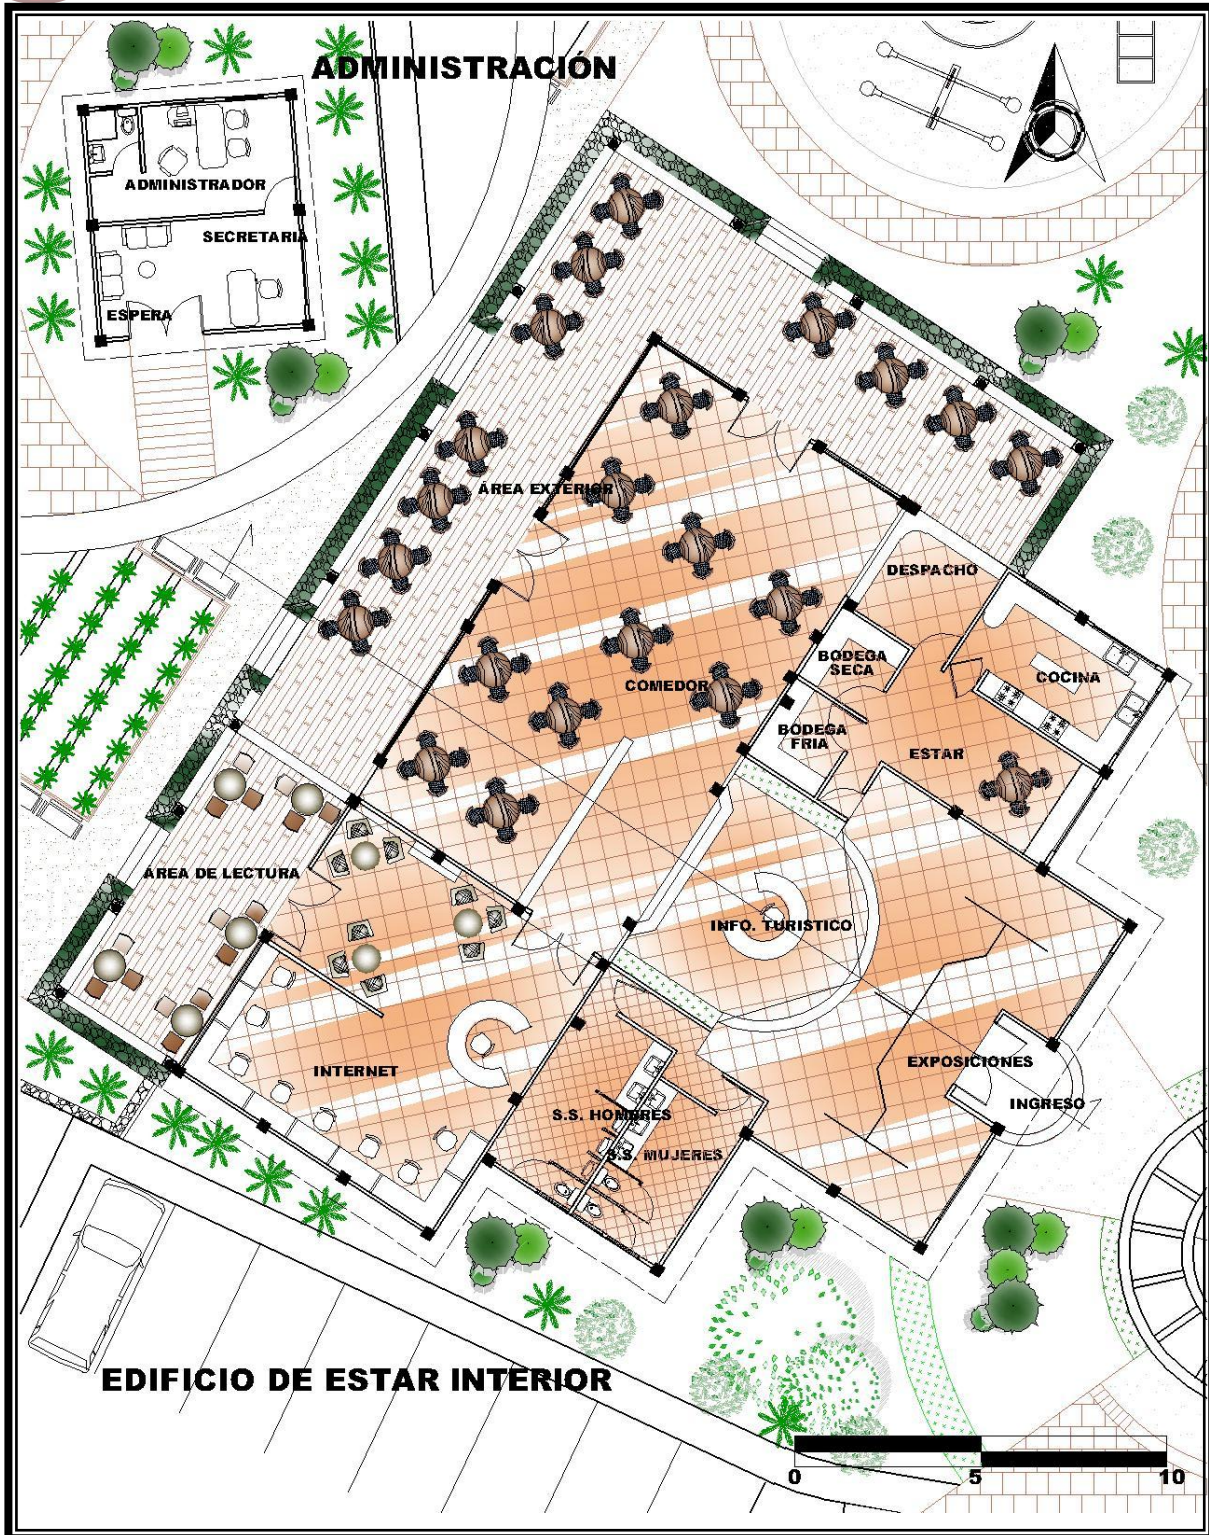 ADMINISTRACIÓN
ADMINISTRADOR
SECRETARIA
ESPERA
ÁREA EXTERIOR
DESPACHO
BODEGA
SECA
COCINA
COMEDOR
BODEGA
FRIA
ESTAR
ÁREA DE LECTURA
INFO. TURISTICO
INTERNET
EXPOSICIONES
INGRESO
S.S. HOMBRES
S.S. MUJERES
EDIFICIO DE ESTAR INTERIOR
0 5 10